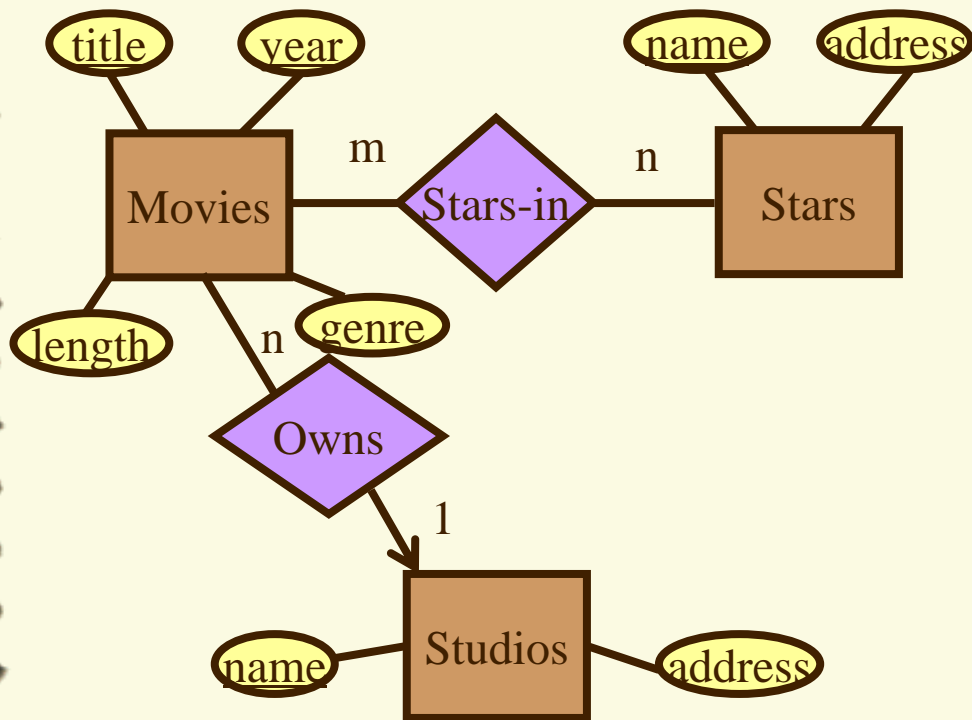 title year name address
m n
Movies Stars-in Stars
length n genre
Owns
1
name Studios address